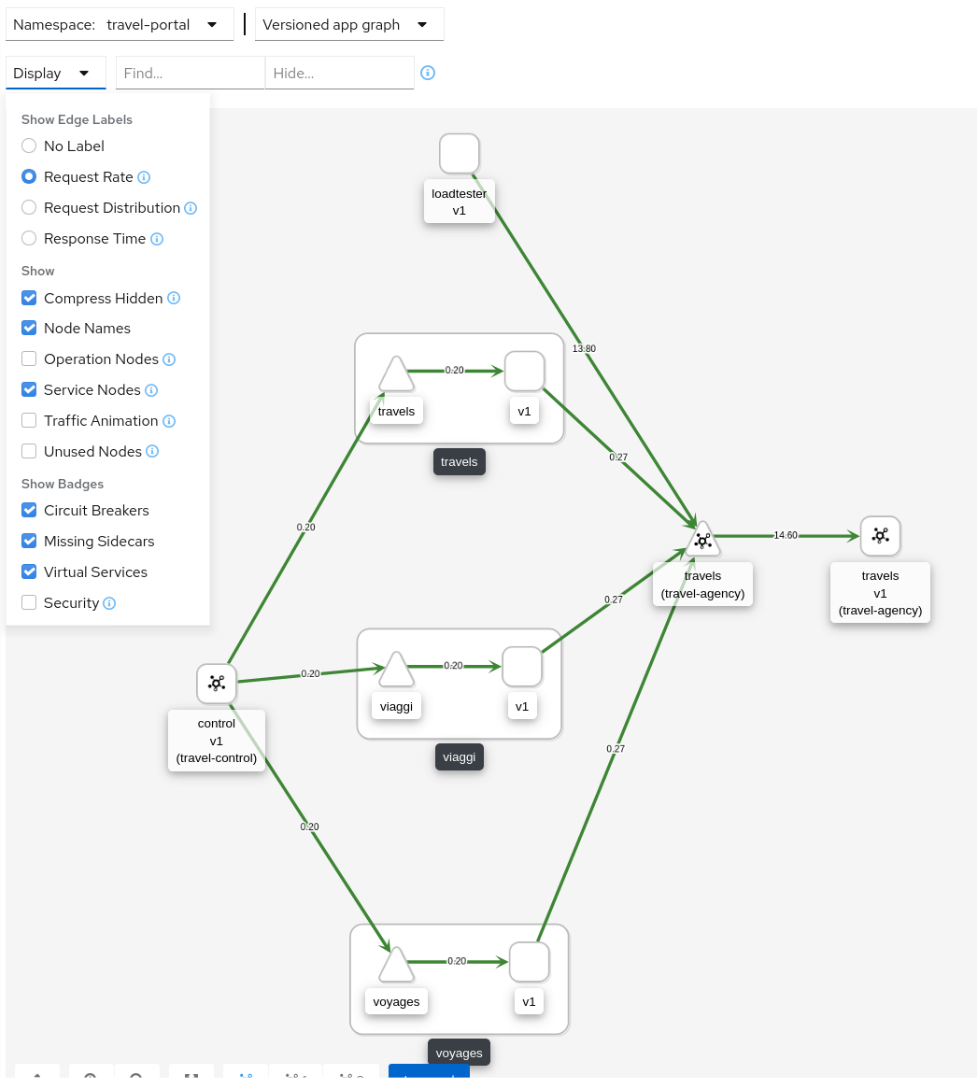 Namespace: travel-portal
Versioned app graph
Display
Find...
Hide...
Show Edge Labels
No Label
Request Rate
Request Distribution
Response Time
Show
Compress Hidden
Node Names
Operation Nodes
Service Nodes
Traffic Animation
Unused Nodes
Show Badges
Circuit Breakers
Missing Sidecars
Virtual Services
Security
loadtester
v1
13.80
0.20
travels
v1
travels
0.27
0.20
14.60
travels
(travel-agency)
travels
v1
(travel-agency)
0.27
0.20
0.20
viaggi
v1
viaggi
control
v1
(travel-control)
0.27
0.20
0.20
voyages
v1
voyages